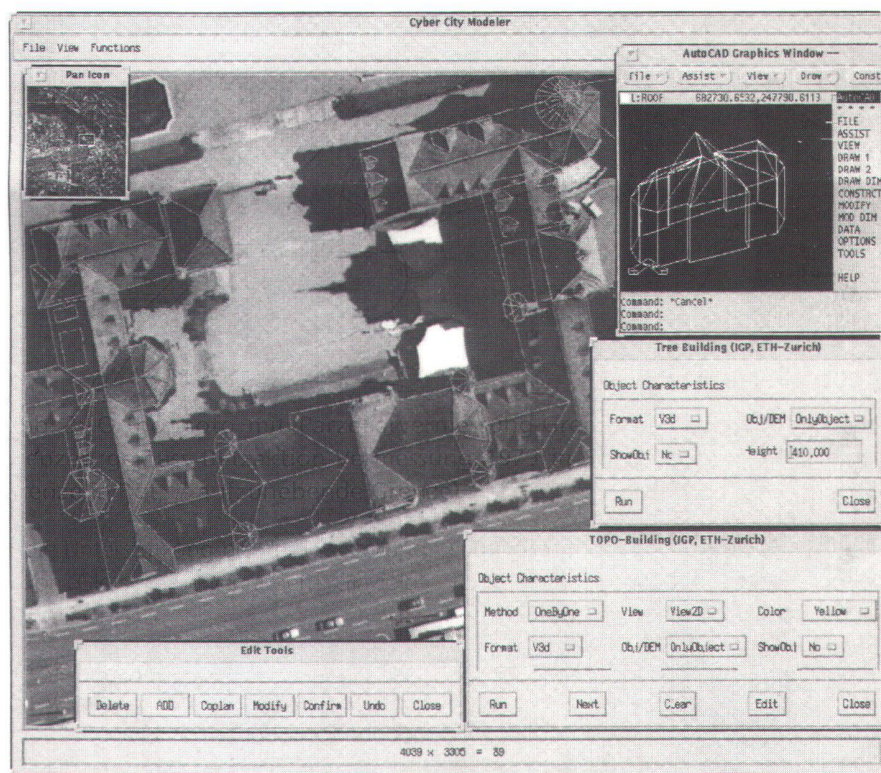 Cyber City Modeler
File View Functions
Pan Icon
AutoCAD Graphics Window —
File Assist View Draw Const
L:ROOF 682730.6532,247790.6113 AutoCAD
* * * *
FILE
ASSIST
VIEW
DRAW 1
DRAW 2
DRAW DIM
CONSTRCT
MODIFY
MOD DIM
DATA
OPTIONS
TOOLS
HELP
Command: *Cancel*
Command:
Command:
Tree Building (IGP, ETH-Zurich)
Object Characteristics
Format V3d Obj/DEM OnlyObject
ShowObj No Height 410,000
Run Close
TOPO-Building (IGP, ETH-Zurich)
Object Characteristics
Method OneByOne View View2D Color Yellow
Format V3d Obj/DEM OnlyObject ShowObj No
Run Next Clear Edit Close
Edit Tools
Delete ADD Coplan Modify Confirm Undo Close
4039 x 3305 = 89